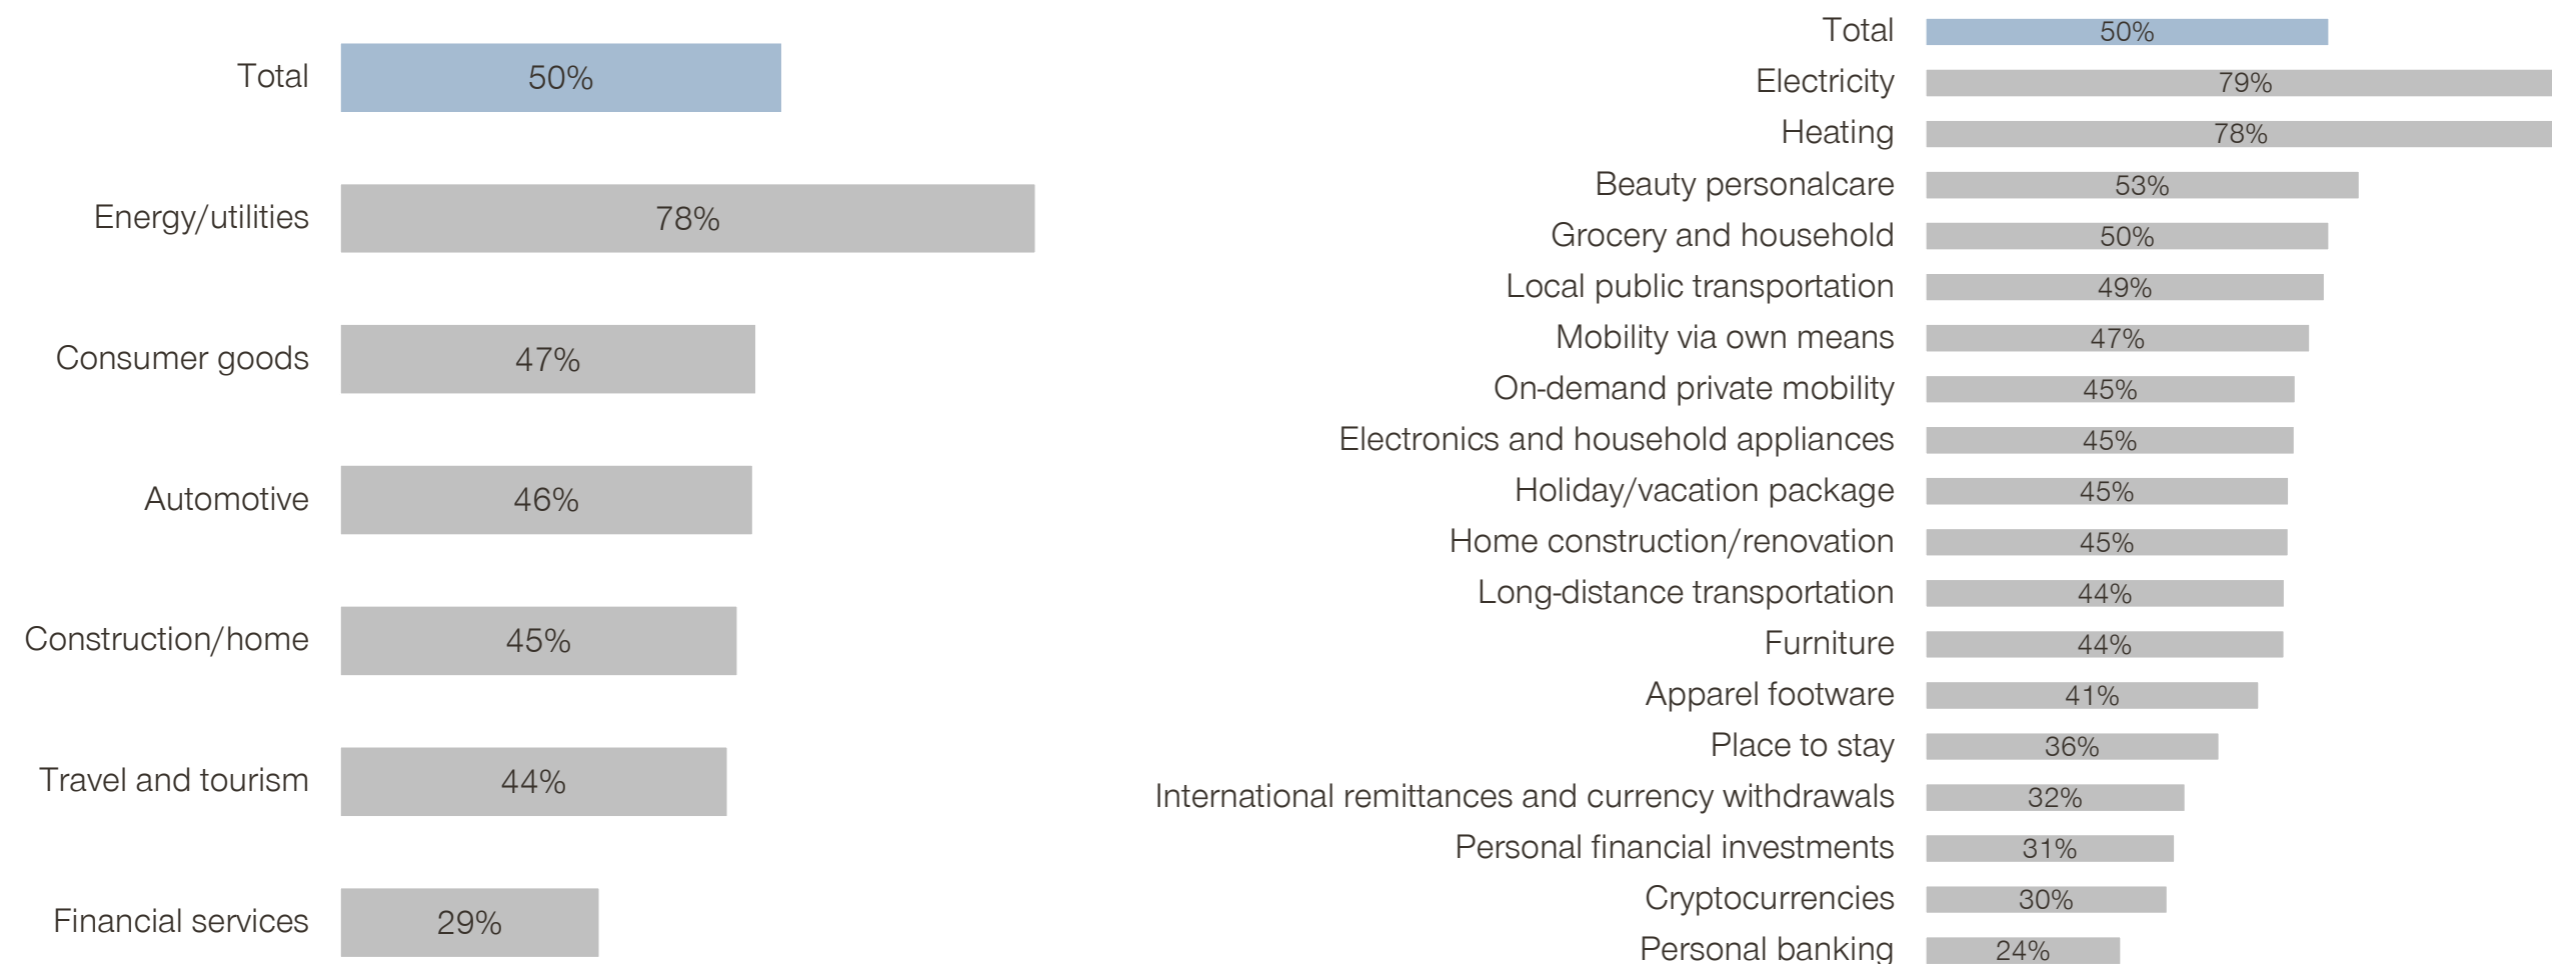 Total 50%
Energy/utilities 78%
Consumer goods 47%
Automotive 46%
Construction/home 45%
Travel and tourism 44%
Financial services 29%
Total 50%
Electricity 79%
Heating 78%
Beauty personalcare 53%
Grocery and household 50%
Local public transportation 49%
Mobility via own means 47%
On-demand private mobility 45%
Electronics and household appliances 45%
Holiday/vacation package 45%
Home construction/renovation 45%
Long-distance transportation 44%
Furniture 44%
Apparel footware 41%
Place to stay 36%
International remittances and currency withdrawals 32%
Personal financial investments 31%
Cryptocurrencies 30%
Personal banking 24%